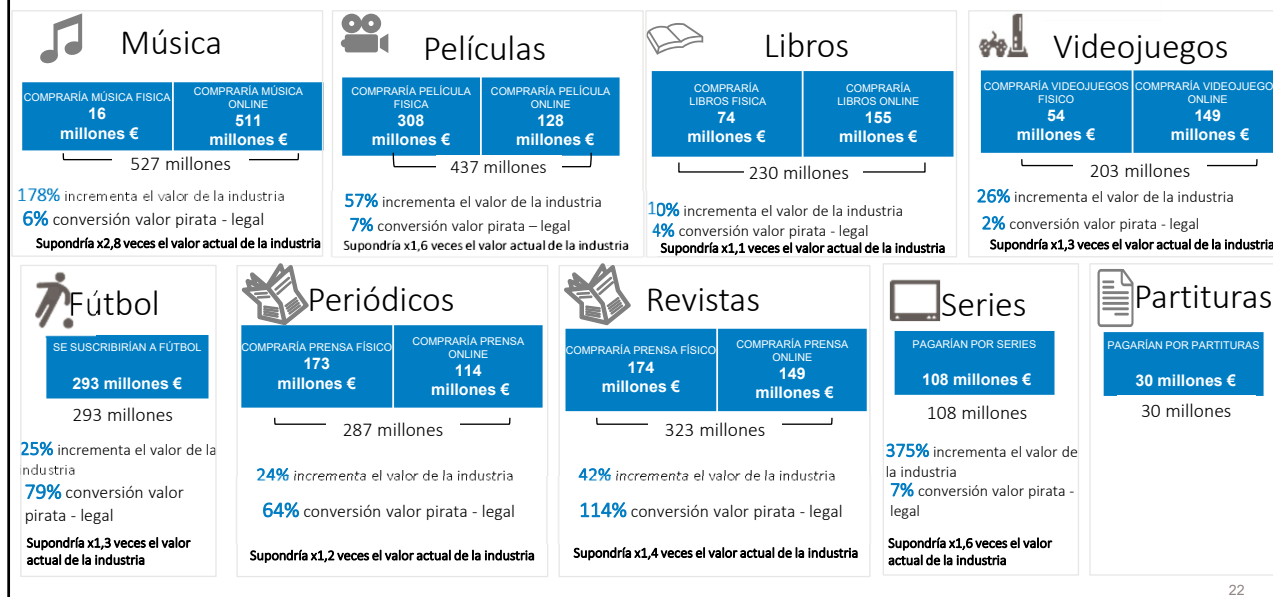 Música
COMPRARÍA MÚSICA FISICA
16
millones €
COMPRARÍA MÚSICA
ONLINE
511
millones €
527 millones
178% incrementa el valor de la industria
6% conversión valor pirata - legal
Supondría x2,8 veces el valor actual de la industria
Películas
COMPRARÍA PELÍCULA
FISICA
308
millones €
COMPRARÍA PELÍCULA
ONLINE
128
millones €
437 millones
57% incrementa el valor de la industria
7% conversión valor pirata – legal
Supondría x1,6 veces el valor actual de la industria
Libros
COMPRARÍA
LIBROS FISICA
74
millones €
COMPRARÍA
LIBROS ONLINE
155
millones €
230 millones
10% incrementa el valor de la industria
4% conversión valor pirata - legal
Supondría x1,1 veces el valor actual de la industria
Videojuegos
COMPRARÍA VIDEOJUEGOS
FISICO
54
millones €
COMPRARÍA VIDEOJUEGO
ONLINE
149
millones €
203 millones
26% incrementa el valor de la industria
2% conversión valor pirata - legal
Supondría x1,3 veces el valor actual de la industria
Fútbol
SE SUSCRIBIRÍAN A FÚTBOL
293 millones €
293 millones
25% incrementa el valor de la
ndustria
79% conversión valor
pirata - legal
Supondría x1,3 veces el valor
actual de la industria
Periódicos
COMPRARÍA PRENSA FÍSICO
173
millones €
COMPRARÍA PRENSA
ONLINE
114
millones €
287 millones
24% incrementa el valor de la industria
64% conversión valor pirata - legal
Supondría x1,2 veces el valor actual de la industria
Revistas
COMPRARÍA PRENSA FÍSICO
174
millones €
COMPRARÍA PRENSA
ONLINE
149
millones €
323 millones
42% incrementa el valor de la industria
114% conversión valor pirata - legal
Supondría x1,4 veces el valor actual de la industria
Series
PAGARÍAN POR SERIES
108 millones €
108 millones
375% incrementa el valor de
la industria
7% conversión valor pirata -
legal
Supondría x1,6 veces el valor
actual de la industria
Partituras
PAGARÍAN POR PARTITURAS
30 millones €
30 millones
22